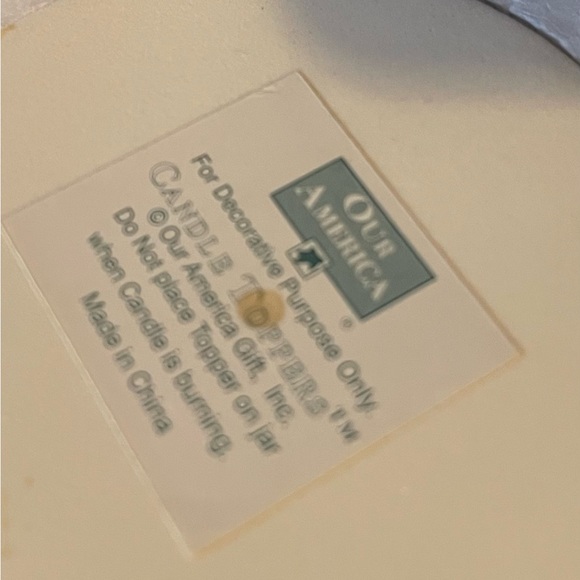 OUR
AMERICA
®
For Decorative Purpose Only
CANDLE TOPPERS™
© Our America Gift, Inc.
Do Not place Topper on jar
when Candle is burning.
Made in China